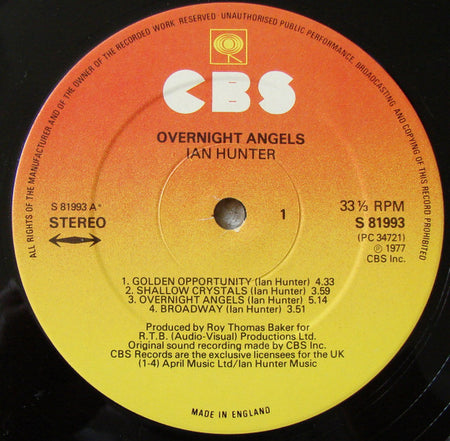 ALL RIGHTS OF THE MANUFACTURER AND OF THE OWNER OF THE RECORDED WORK RESERVED · UNAUTHORISED PUBLIC PERFORMANCE, BROADCASTING AND COPYING OF THIS RECORD PROHIBITED
CBS
OVERNIGHT ANGELS
IAN HUNTER
S 81993 A*
STEREO
1
33⅓ RPM
S 81993
(PC 34721)
℗ 1977
CBS Inc.
1. GOLDEN OPPORTUNITY (Ian Hunter) 4.33
2. SHALLOW CRYSTALS (Ian Hunter) 3.59
3. OVERNIGHT ANGELS (Ian Hunter) 5.14
4. BROADWAY (Ian Hunter) 3.51
Produced by Roy Thomas Baker for
R.T.B. (Audio-Visual) Productions Ltd.
Original sound recording made by CBS Inc.
CBS Records are the exclusive licensees for the UK
(1-4) April Music Ltd/Ian Hunter Music
MADE IN ENGLAND